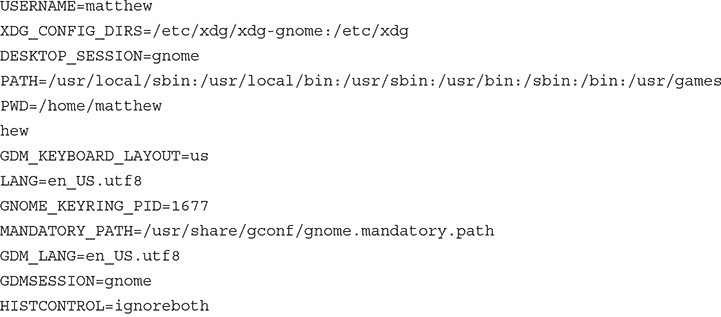 USERNAME=matthew
XDG_CONFIG_DIRS=/etc/xdg/xdg-gnome:/etc/xdg
DESKTOP_SESSION=gnome
PATH=/usr/local/sbin:/usr/local/bin:/usr/sbin:/usr/bin:/sbin:/bin:/usr/games
PWD=/home/matthew
hew
GDM_KEYBOARD_LAYOUT=us
LANG=en_US.utf8
GNOME_KEYRING_PID=1677
MANDATORY_PATH=/usr/share/gconf/gnome.mandatory.path
GDM_LANG=en_US.utf8
GDMSESSION=gnome
HISTCONTROL=ignoreboth